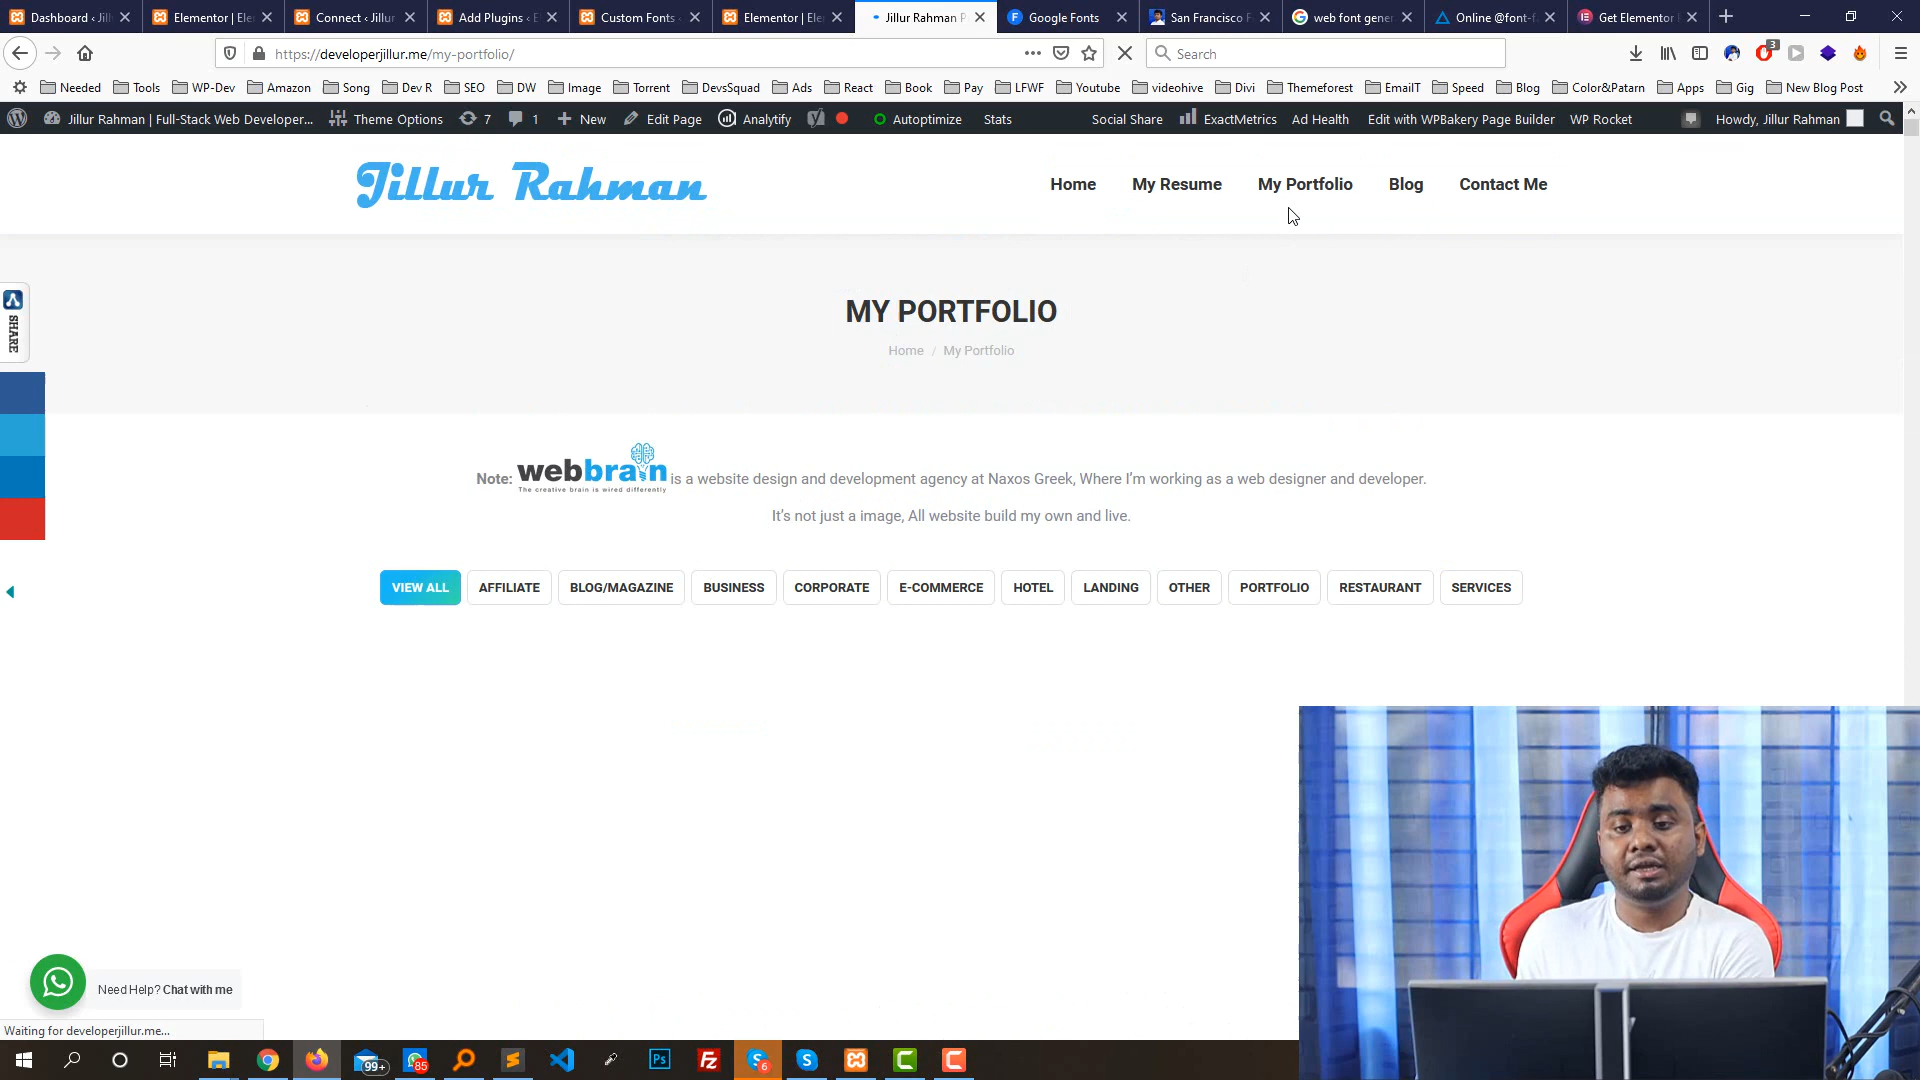 Dashboard ‹ Jill
Elementor | Ele
Connect ‹ Jillur
Add Plugins ‹ E
Custom Fonts ‹
Elementor | Ele
Jillur Rahman P
Google Fonts
San Francisco F
web font gener
Online @font-f
Get Elementor
https://developerjillur.me/my-portfolio/
Search
3
Needed
Tools
WP-Dev
Amazon
Song
Dev R
SEO
DW
Image
Torrent
DevsSquad
Ads
React
Book
Pay
LFWF
Youtube
videohive
Divi
Themeforest
EmailT
Speed
Blog
Color&Patarn
Apps
Gig
New Blog Post
Jillur Rahman | Full-Stack Web Developer...
Theme Options
7
1
New
Edit Page
Analytify
Autoptimize
Stats
Social Share
ExactMetrics
Ad Health
Edit with WPBakery Page Builder
WP Rocket
Howdy, Jillur Rahman
Jillur Rahman
Home
My Resume
My Portfolio
Blog
Contact Me
SHARE
MY PORTFOLIO
Home / My Portfolio
Note: webbrain is a website design and development agency at Naxos Greek, Where I'm working as a web designer and developer.
The creative brain is wired differently
It's not just a image, All website build my own and live.
VIEW ALL
AFFILIATE
BLOG/MAGAZINE
BUSINESS
CORPORATE
E-COMMERCE
HOTEL
LANDING
OTHER
PORTFOLIO
RESTAURANT
SERVICES
Need Help? Chat with me
Waiting for developerjillur.me...
99+
85
Ps
Fz
6